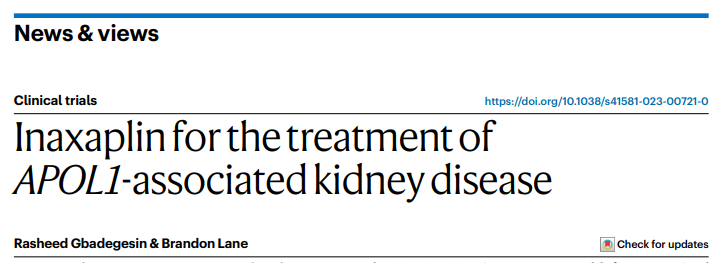 News & views
Clinical trials
https://doi.org/10.1038/s41581-023-00721-0
Inaxaplin for the treatment of
APOL1-associated kidney disease
Rasheed Gbadegesin & Brandon Lane
Check for updates